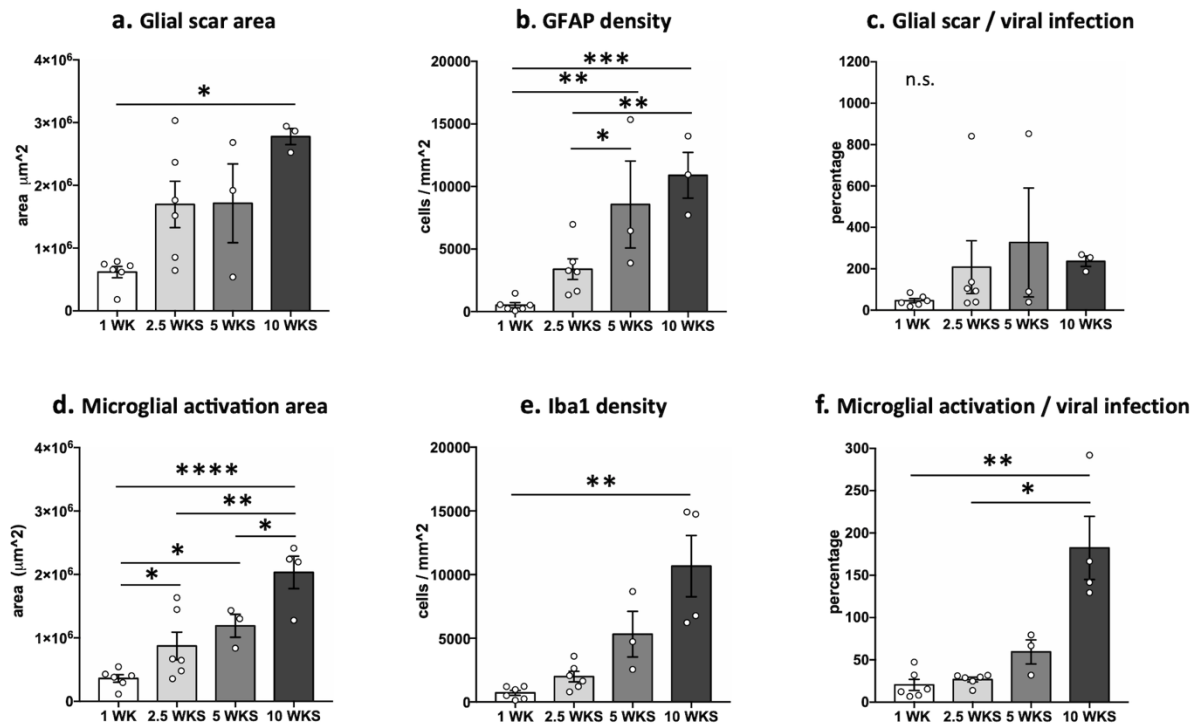 a. Glial scar area
area μm^2
4×10⁶
3×10⁶
2×10⁶
1×10⁶
0
*
1 WK 2.5 WKS 5 WKS 10 WKS
b. GFAP density
cells / mm^2
20000
15000
10000
5000
0
***
**
**
*
1 WK 2.5 WKS 5 WKS 10 WKS
c. Glial scar / viral infection
percentage
1200
1000
800
600
400
200
0
n.s.
1 WK 2.5 WKS 5 WKS 10 WKS
d. Microglial activation area
area (μm^2)
4×10⁶
3×10⁶
2×10⁶
1×10⁶
0
****
**
*
*
*
1 WK 2.5 WKS 5 WKS 10 WKS
e. Iba1 density
cells / mm^2
20000
15000
10000
5000
0
**
1 WK 2.5 WKS 5 WKS 10 WKS
f. Microglial activation / viral infection
percentage
300
250
200
150
100
50
0
**
*
1 WK 2.5 WKS 5 WKS 10 WKS